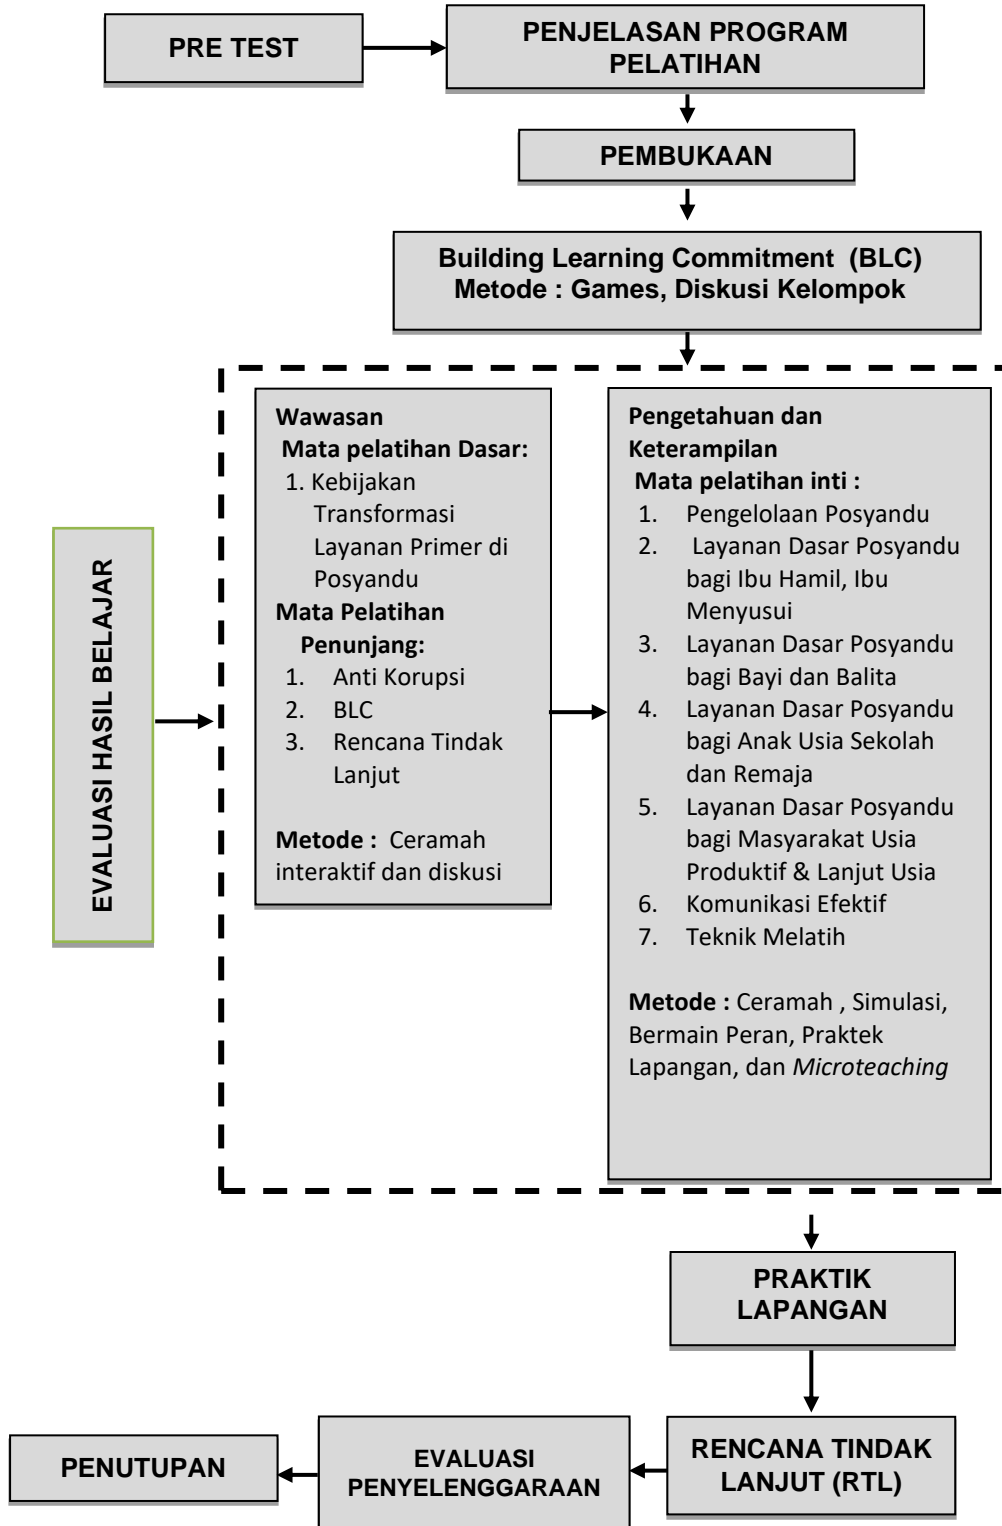 PRE TEST
PENJELASAN PROGRAM
PELATIHAN
PEMBUKAAN
Building Learning Commitment (BLC)
Metode : Games, Diskusi Kelompok
EVALUASI HASIL BELAJAR
Wawasan
Mata pelatihan Dasar:
1. Kebijakan
Transformasi
Layanan Primer di
Posyandu
Mata Pelatihan
Penunjang:
1. Anti Korupsi
2. BLC
3. Rencana Tindak
Lanjut
Metode : Ceramah
interaktif dan diskusi
Pengetahuan dan
Keterampilan
Mata pelatihan inti :
1. Pengelolaan Posyandu
2. Layanan Dasar Posyandu
bagi Ibu Hamil, Ibu
Menyusui
3. Layanan Dasar Posyandu
bagi Bayi dan Balita
4. Layanan Dasar Posyandu
bagi Anak Usia Sekolah
dan Remaja
5. Layanan Dasar Posyandu
bagi Masyarakat Usia
Produktif & Lanjut Usia
6. Komunikasi Efektif
7. Teknik Melatih
Metode : Ceramah , Simulasi,
Bermain Peran, Praktek
Lapangan, dan Microteaching
PRAKTIK
LAPANGAN
RENCANA TINDAK
LANJUT (RTL)
EVALUASI
PENYELENGGARAAN
PENUTUPAN